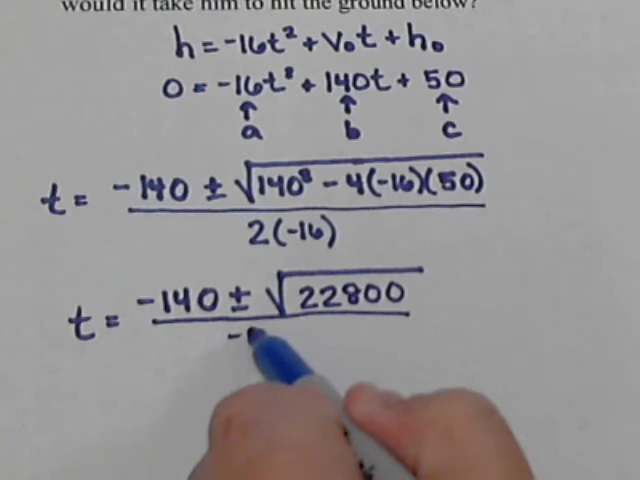 would it take him to hit the ground below?
h = -16t² + v₀t + h₀
0 = -16t² + 140t + 50
↑ ↑ ↑
a b c
t = -140 ± √140² - 4(-16)(50)
2(-16)
t = -140 ± √22800
-